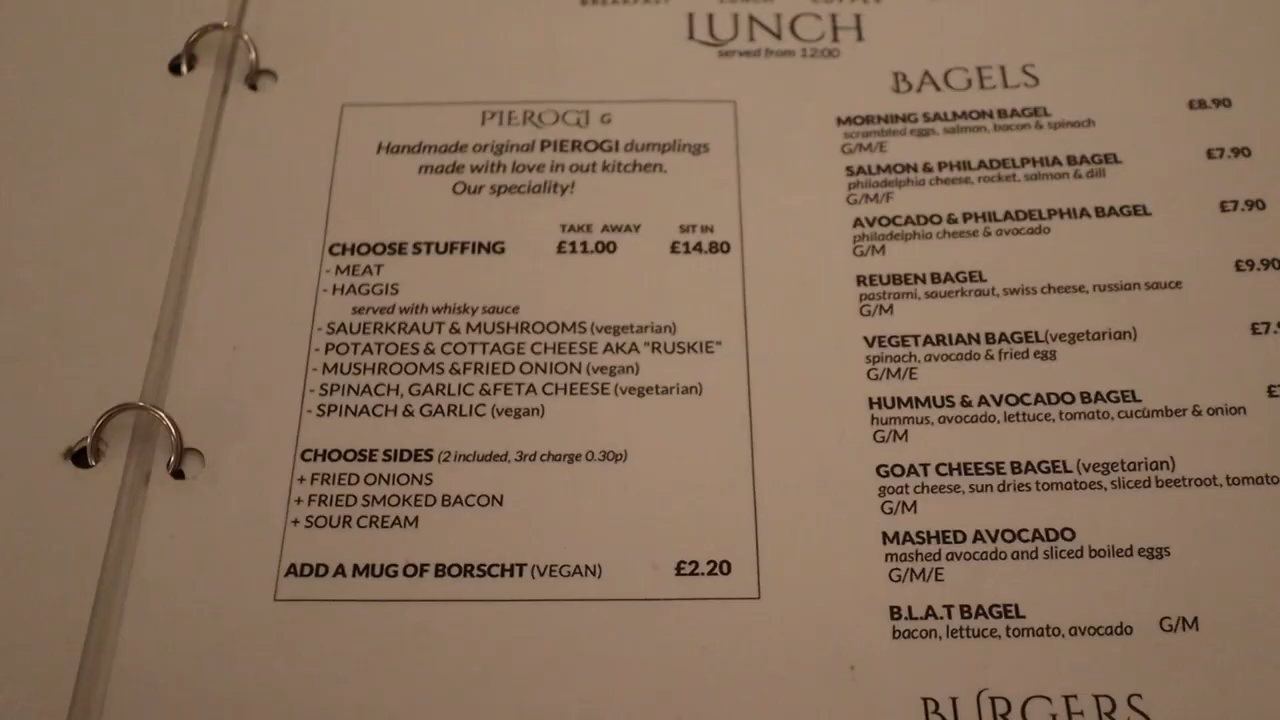 LUNCH
served from 12:00
PIEROGI G
Handmade original PIEROGI dumplings
made with love in out kitchen.
Our speciality!
TAKE AWAY SIT IN
CHOOSE STUFFING £11.00 £14.80
- MEAT
- HAGGIS
served with whisky sauce
- SAUERKRAUT & MUSHROOMS (vegetarian)
- POTATOES & COTTAGE CHEESE AKA "RUSKIE"
- MUSHROOMS &FRIED ONION (vegan)
- SPINACH, GARLIC &FETA CHEESE (vegetarian)
- SPINACH & GARLIC (vegan)
CHOOSE SIDES (2 included, 3rd charge 0.30p)
+ FRIED ONIONS
+ FRIED SMOKED BACON
+ SOUR CREAM
ADD A MUG OF BORSCHT (VEGAN) £2.20
BAGELS
MORNING SALMON BAGEL £8.90
scrambled eggs, salmon, bacon & spinach
G/M/E
SALMON & PHILADELPHIA BAGEL £7.90
philadelphia cheese, rocket, salmon & dill
G/M/F
AVOCADO & PHILADELPHIA BAGEL £7.90
philadelphia cheese & avocado
G/M
REUBEN BAGEL £9.90
pastrami, sauerkraut, swiss cheese, russian sauce
G/M
VEGETARIAN BAGEL(vegetarian)
spinach, avocado & fried egg
G/M/E
HUMMUS & AVOCADO BAGEL
hummus, avocado, lettuce, tomato, cucumber & onion
G/M
GOAT CHEESE BAGEL (vegetarian)
goat cheese, sun dries tomatoes, sliced beetroot, tomato
G/M
MASHED AVOCADO
mashed avocado and sliced boiled eggs
G/M/E
B.L.A.T BAGEL
bacon, lettuce, tomato, avocado G/M
BURGERS